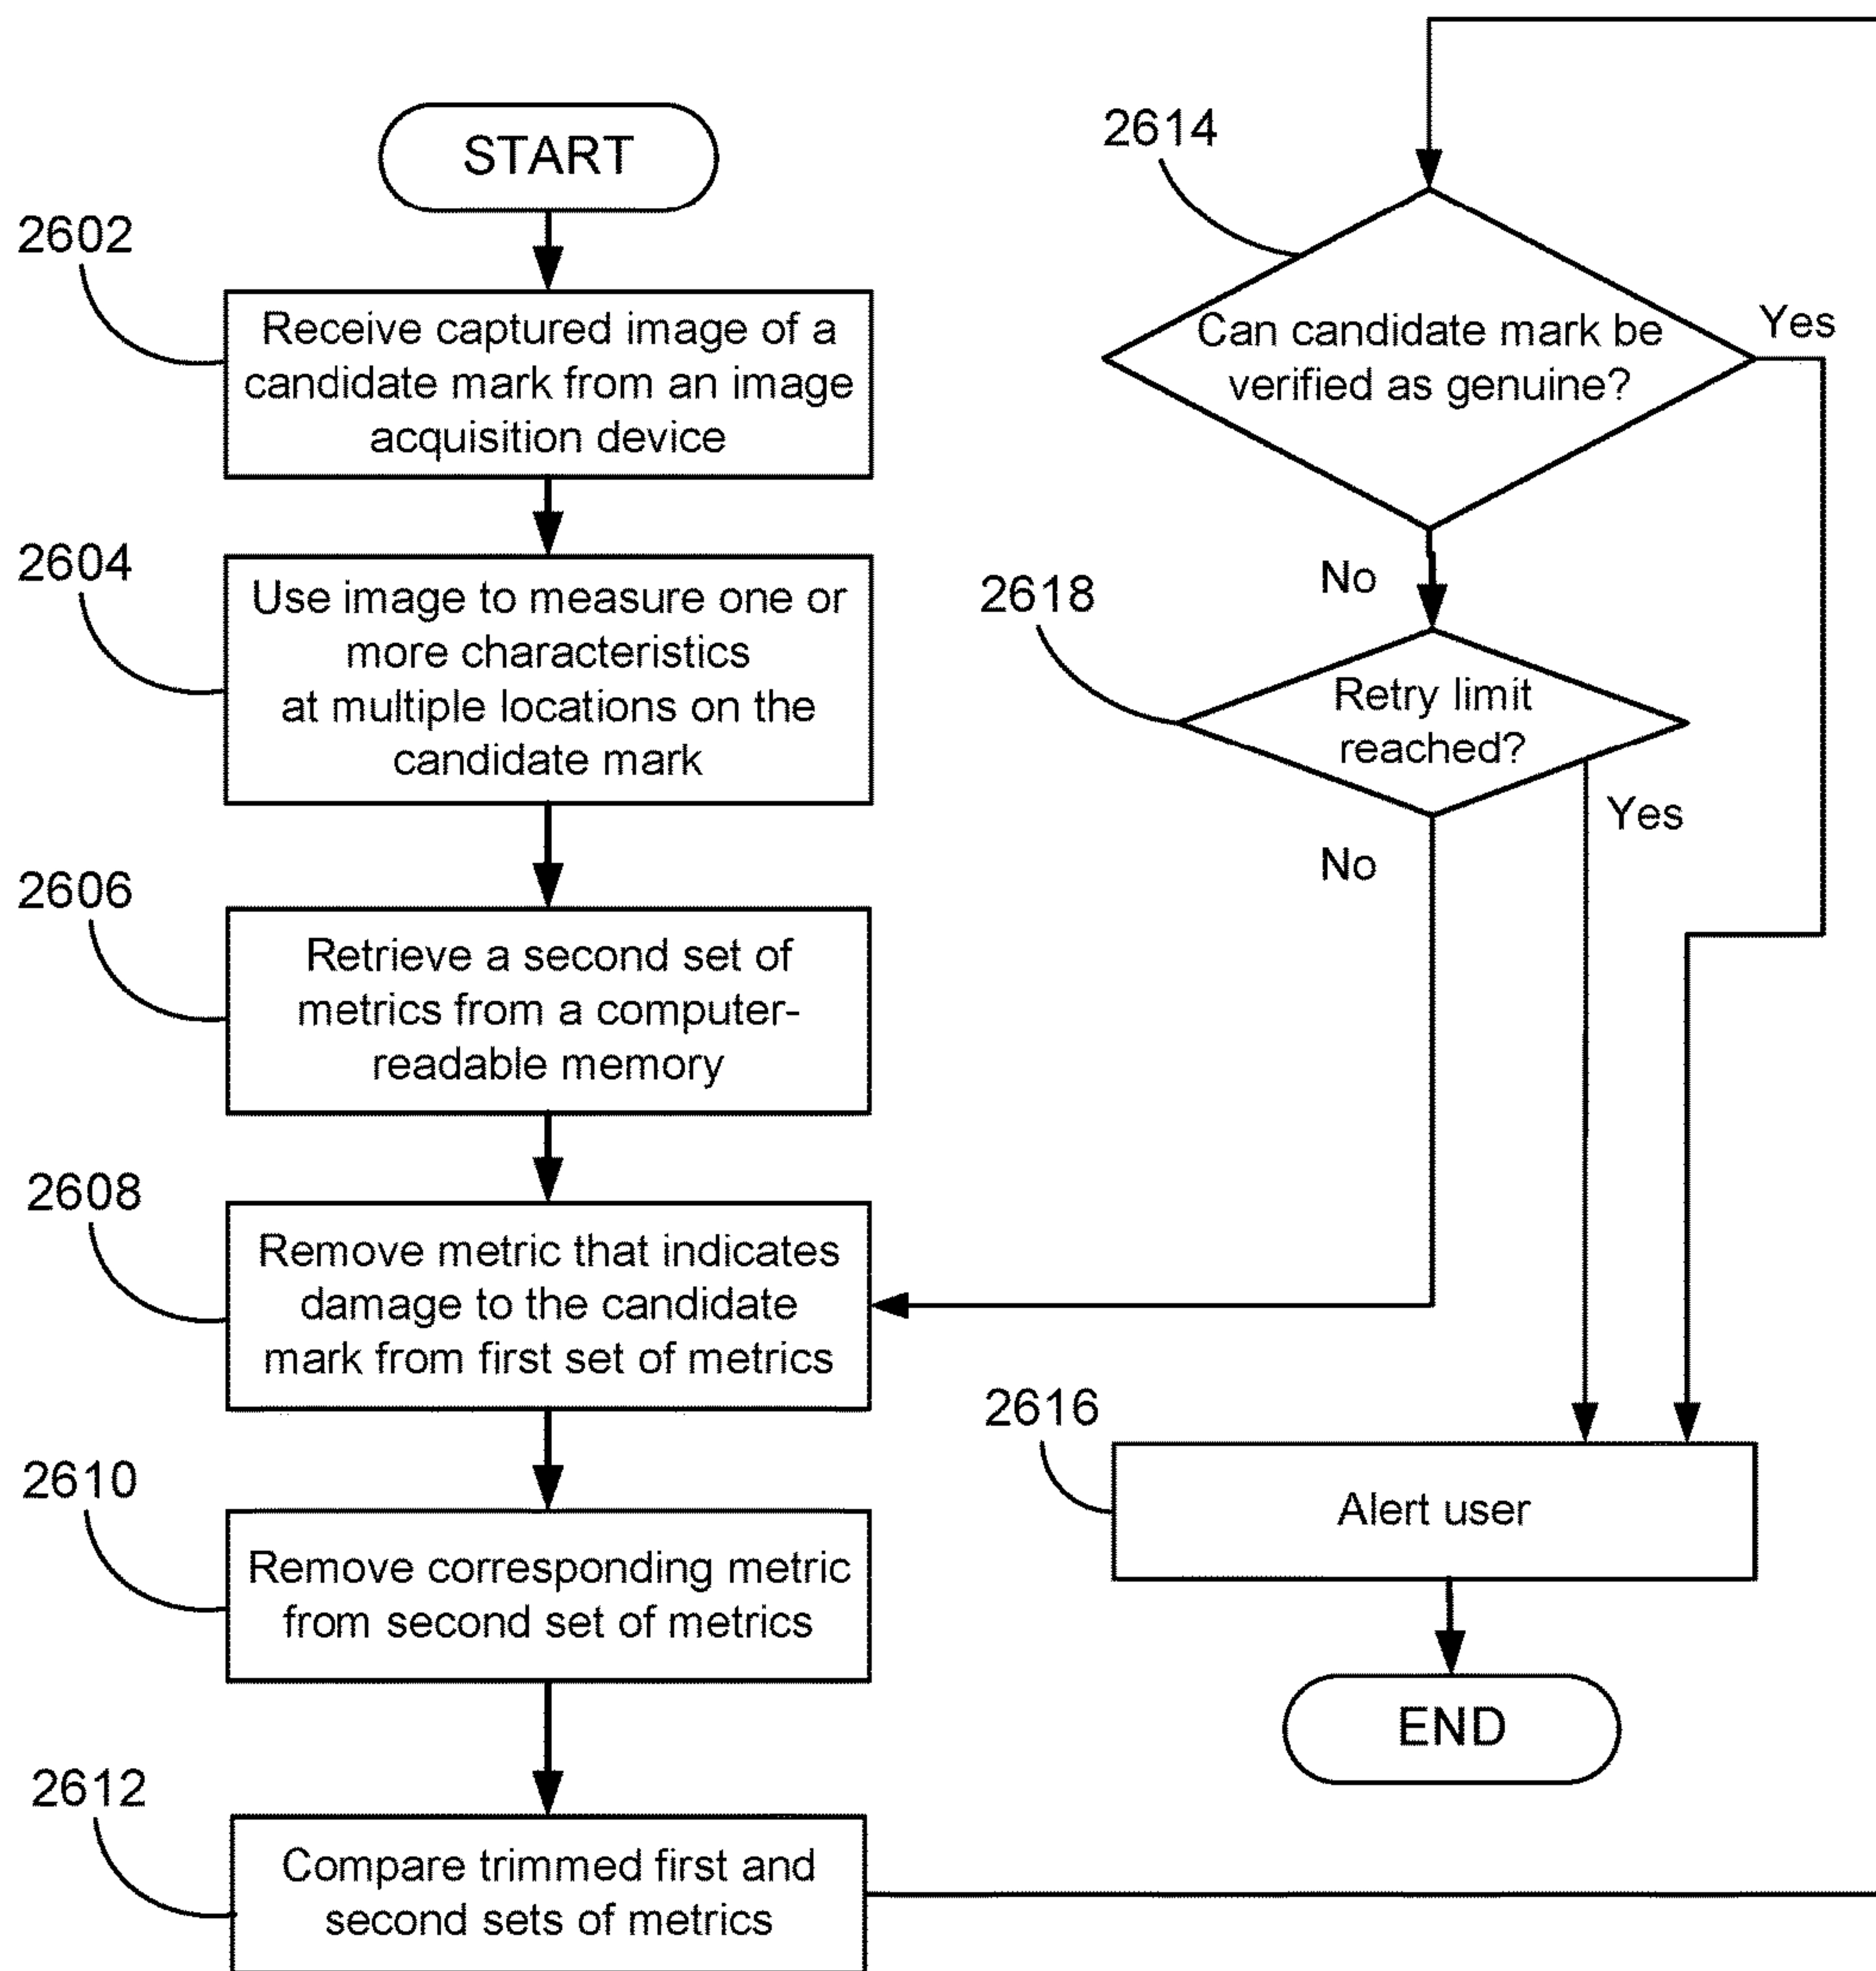 START
2602
Receive captured image of a
candidate mark from an image
acquisition device
2604
Use image to measure one or
more characteristics
at multiple locations on the
candidate mark
2606
Retrieve a second set of
metrics from a computer-
readable memory
2608
Remove metric that indicates
damage to the candidate
mark from first set of metrics
2610
Remove corresponding metric
from second set of metrics
2612
Compare trimmed first and
second sets of metrics
2614
Can candidate mark be
verified as genuine?
Yes
No
2618
Retry limit
reached?
Yes
No
2616
Alert user
END